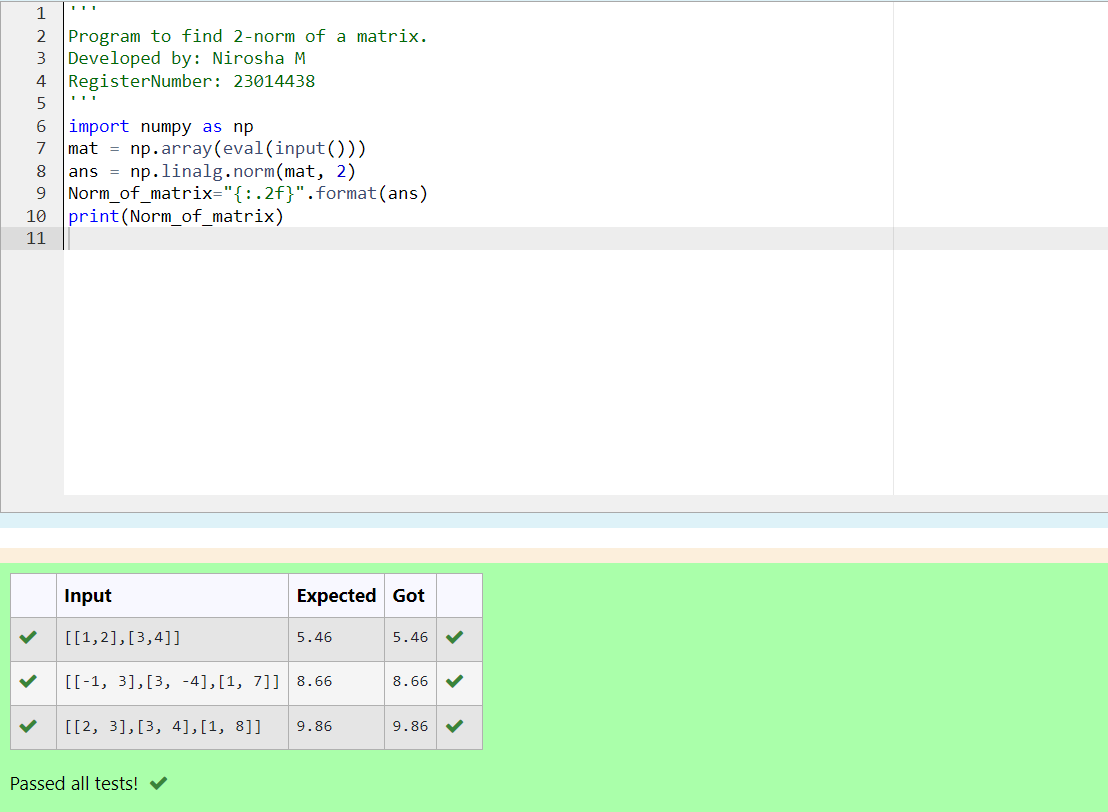 1 '''
2 Program to find 2-norm of a matrix.
3 Developed by: Nirosha M
4 RegisterNumber: 23014438
5 '''
6 import numpy as np
7 mat = np.array(eval(input()))
8 ans = np.linalg.norm(mat, 2)
9 Norm_of_matrix="{:.2f}".format(ans)
10 print(Norm_of_matrix)
11
Input Expected Got
[[1,2],[3,4]] 5.46 5.46
[[-1, 3],[3, -4],[1, 7]] 8.66 8.66
[[2, 3],[3, 4],[1, 8]] 9.86 9.86
Passed all tests!